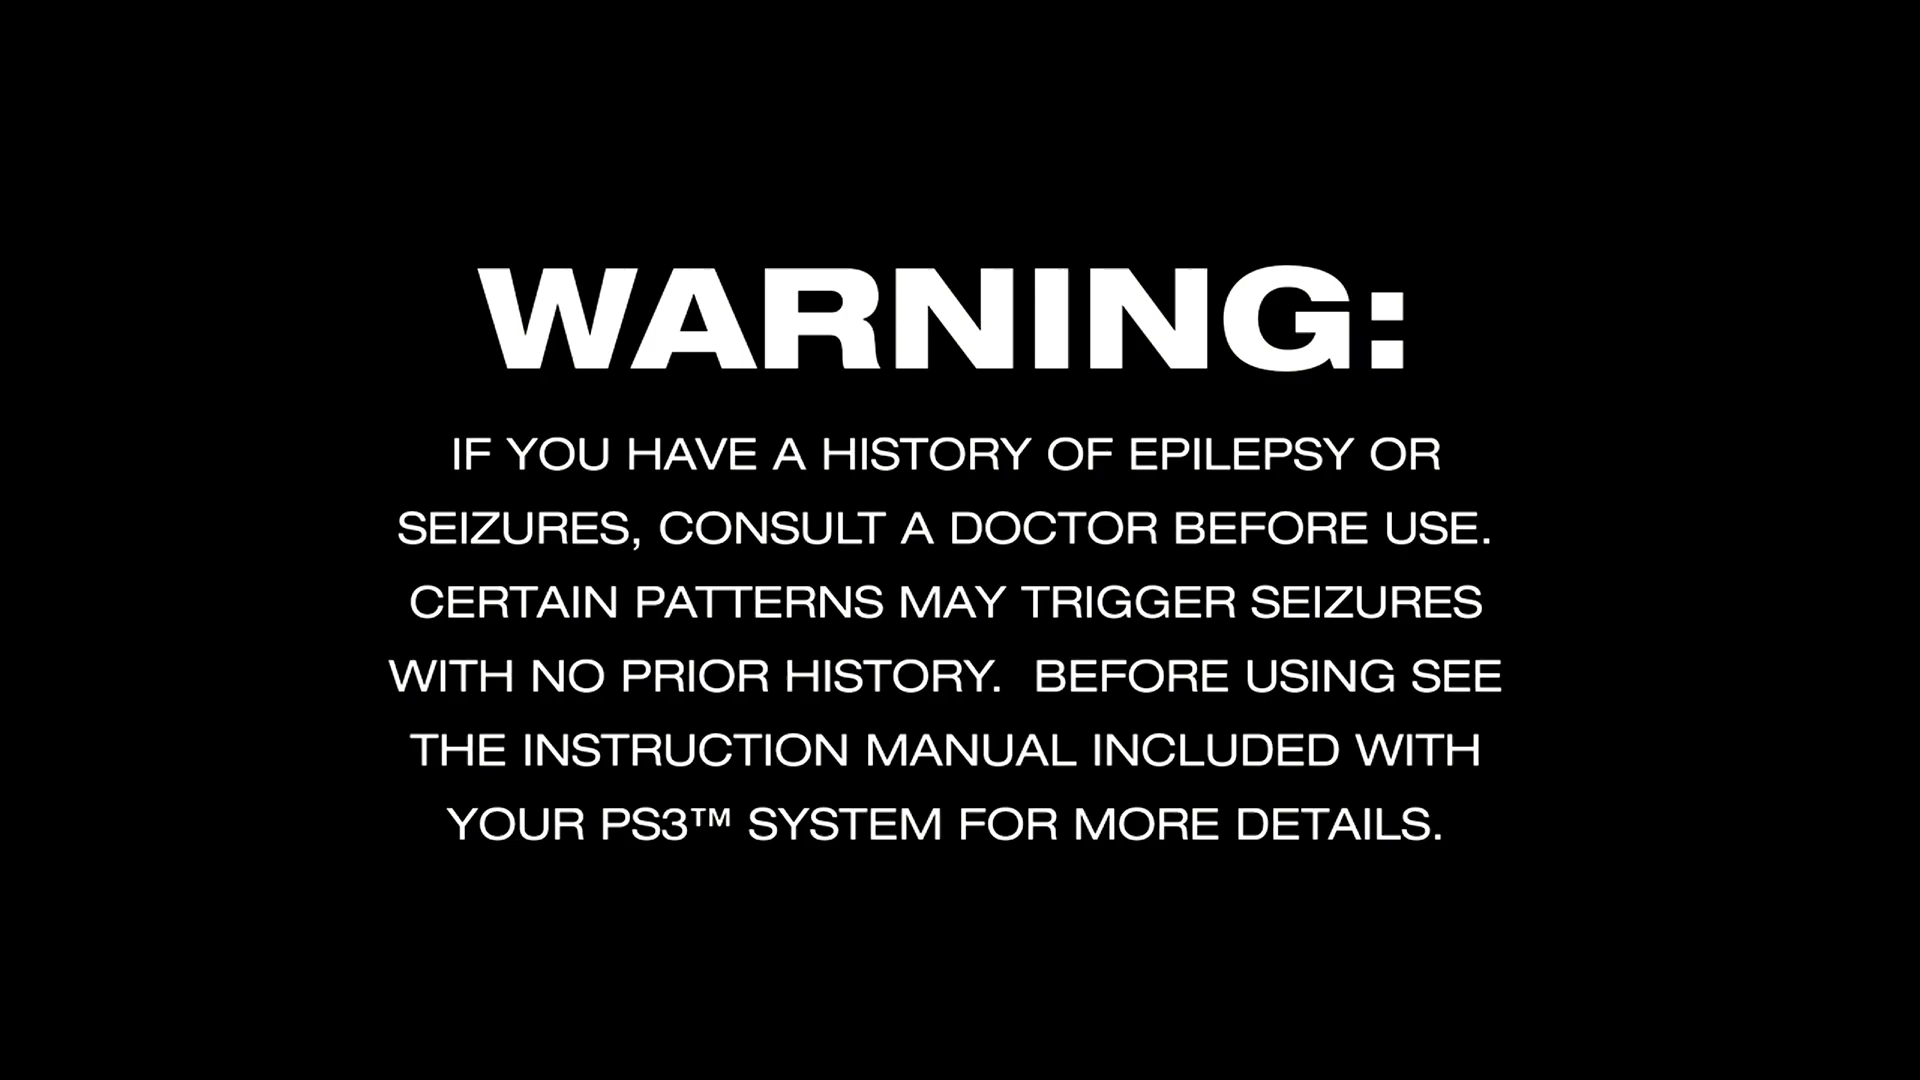 WARNING:
IF YOU HAVE A HISTORY OF EPILEPSY OR
SEIZURES, CONSULT A DOCTOR BEFORE USE.
CERTAIN PATTERNS MAY TRIGGER SEIZURES
WITH NO PRIOR HISTORY.  BEFORE USING SEE
THE INSTRUCTION MANUAL INCLUDED WITH
YOUR PS3™ SYSTEM FOR MORE DETAILS.